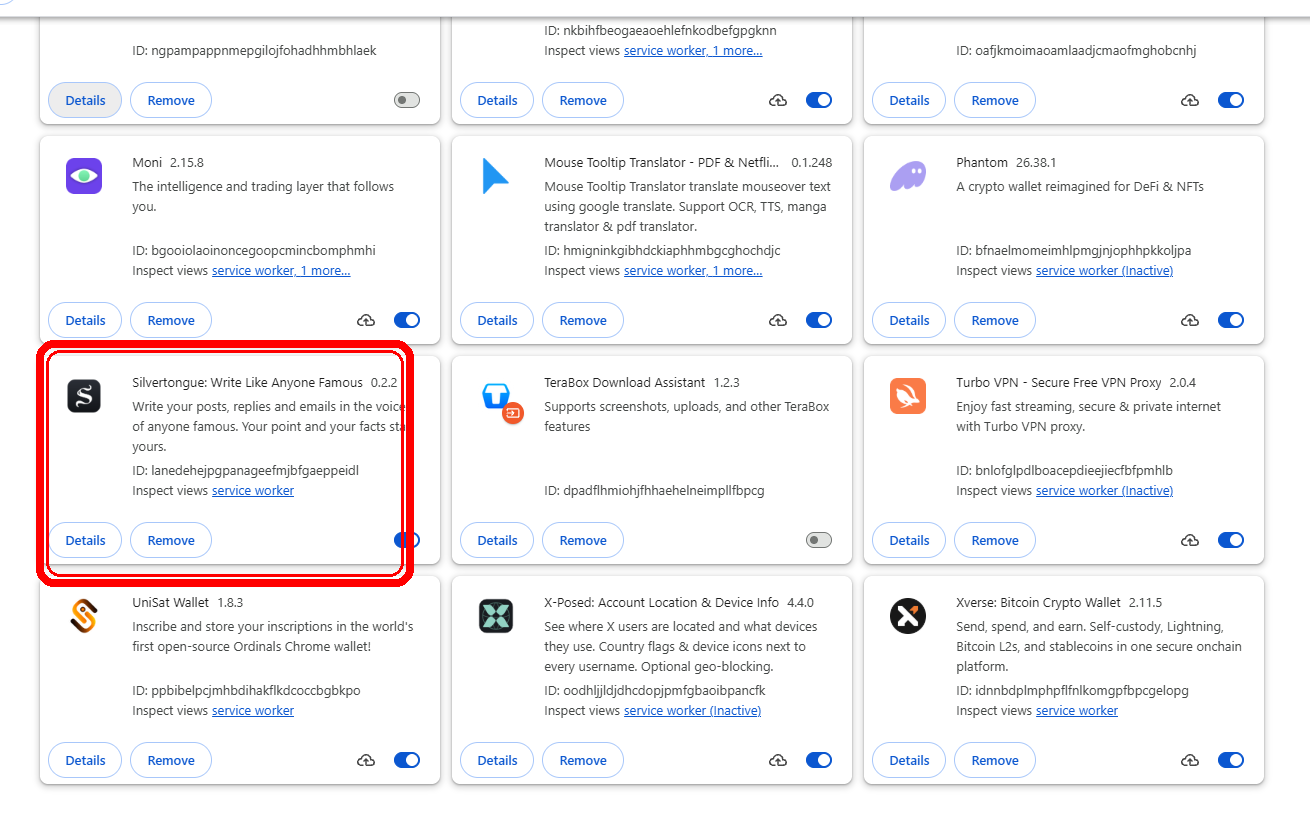 ID: ngpampappnmepgilojfohadhhmbhlaek
Details
Remove
ID: nkbihfbeogaeaoehlefnkodbefgpgknn
Inspect views service worker, 1 more...
Details
Remove
ID: oafjkmoimaoamlaadjcmaofmghobcnhj
Details
Remove
Moni 2.15.8
The intelligence and trading layer that follows
you.
ID: bgooiolaoinoncegoopcmincbomphmhi
Inspect views service worker, 1 more...
Details
Remove
Mouse Tooltip Translator - PDF & Netfli... 0.1.248
Mouse Tooltip Translator translate mouseover text
using google translate. Support OCR, TTS, manga
translator & pdf translator.
ID: hmigninkgibhdckiaphhmbgcghochdjc
Inspect views service worker, 1 more...
Details
Remove
Phantom 26.38.1
A crypto wallet reimagined for DeFi & NFTs
ID: bfnaelmomeimhlpmgjnjophhpkkoljpa
Inspect views service worker (Inactive)
Details
Remove
Silvertongue: Write Like Anyone Famous 0.2.2
Write your posts, replies and emails in the voice
of anyone famous. Your point and your facts sta
yours.
ID: lanedehejpgpanageefmjbfgaeppeidl
Inspect views service worker
Details
Remove
TeraBox Download Assistant 1.2.3
Supports screenshots, uploads, and other TeraBox
features
ID: dpadflhmiohjfhhaehelneimpllfbpcg
Details
Remove
Turbo VPN - Secure Free VPN Proxy 2.0.4
Enjoy fast streaming, secure & private internet
with Turbo VPN proxy.
ID: bnlofglpdlboacepdieejiecfbfpmhlb
Inspect views service worker (Inactive)
Details
Remove
UniSat Wallet 1.8.3
Inscribe and store your inscriptions in the world's
first open-source Ordinals Chrome wallet!
ID: ppbibelpcjmhbdihakflkdcoccbgbkpo
Inspect views service worker
Details
Remove
X-Posed: Account Location & Device Info 4.4.0
See where X users are located and what devices
they use. Country flags & device icons next to
every username. Optional geo-blocking.
ID: oodhljjldjdhcdopjpmfgbaoibpancfk
Inspect views service worker (Inactive)
Details
Remove
Xverse: Bitcoin Crypto Wallet 2.11.5
Send, spend, and earn. Self-custody, Lightning,
Bitcoin L2s, and stablecoins in one secure onchain
platform.
ID: idnnbdplmphpflfnlkomgpfbpcgelopg
Inspect views service worker
Details
Remove